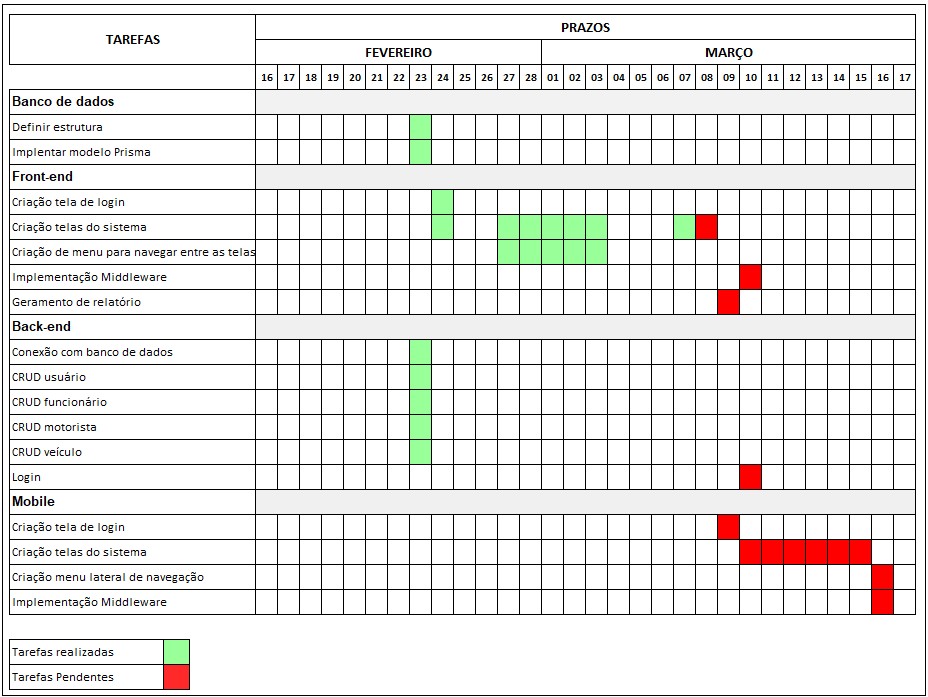 TAREFAS
PRAZOS
FEVEREIRO MARÇO
16 17 18 19 20 21 22 23 24 25 26 27 28 01 02 03 04 05 06 07 08 09 10 11 12 13 14 15 16 17
Banco de dados
Definir estrutura
Implentar modelo Prisma
Front-end
Criação tela de login
Criação telas do sistema
Criação de menu para navegar entre as telas
Implementação Middleware
Geramento de relatório
Back-end
Conexão com banco de dados
CRUD usuário
CRUD funcionário
CRUD motorista
CRUD veículo
Login
Mobile
Criação tela de login
Criação telas do sistema
Criação menu lateral de navegação
Implementação Middleware
Tarefas realizadas
Tarefas Pendentes